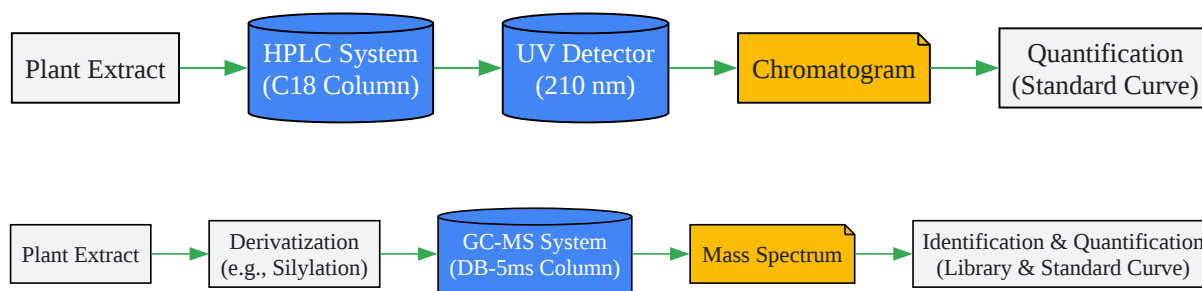 Plant Extract
HPLC System
(C18 Column)
UV Detector
(210 nm)
Chromatogram
Quantification
(Standard Curve)
Plant Extract
Derivatization
(e.g., Silylation)
GC-MS System
(DB-5ms Column)
Mass Spectrum
Identification & Quantification
(Library & Standard Curve)